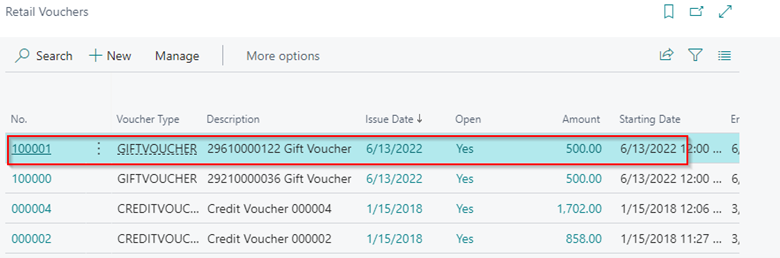 Retail Vouchers
Search + New Manage More options
No. Voucher Type Description Issue Date ↓ Open Amount Starting Date
100001 GIFTVOUCHER 29610000122 Gift Voucher 6/13/2022 Yes 500.00 6/13/2022 12:00 ... 6,
100000 GIFTVOUCHER 29210000036 Gift Voucher 6/13/2022 Yes 500.00 6/13/2022 12:00 ... 6,
000004 CREDITVOUC... Credit Voucher 000004 1/15/2018 Yes 1,702.00 1/15/2018 12:06 ... 3,
000002 CREDITVOUC... Credit Voucher 000002 1/15/2018 Yes 858.00 1/15/2018 11:27 ... 3,